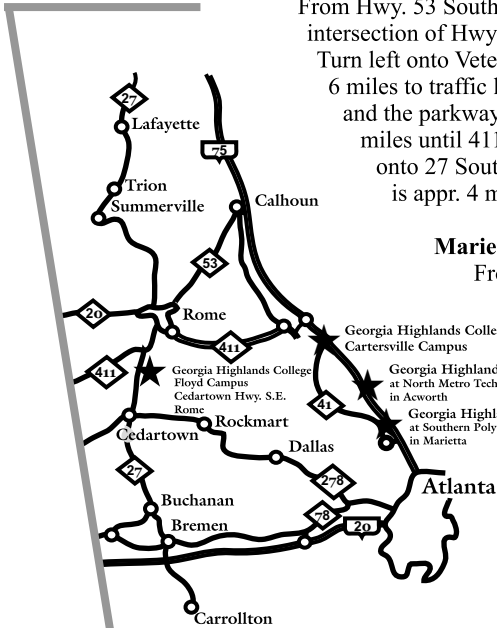 From Hwy. 53 South
intersection of Hwy
Turn left onto Vete
6 miles to traffic l
and the parkway
miles until 411
onto 27 Sout
is appr. 4 m
Marie
Fr
27
Lafayette
75
Trion
Summerville
Calhoun
53
20
Rome
411
Georgia Highlands Colle
Cartersville Campus
411
Georgia Highlands College
Floyd Campus
Cedartown Hwy. S.E.
Rome
Georgia Highlands
at North Metro Tech
in Acworth
41
Georgia Highl
at Southern Poly
in Marietta
Cedartown
Rockmart
Dallas
27
278
Atlanta
Buchanan
78
Bremen
20
Carrollton